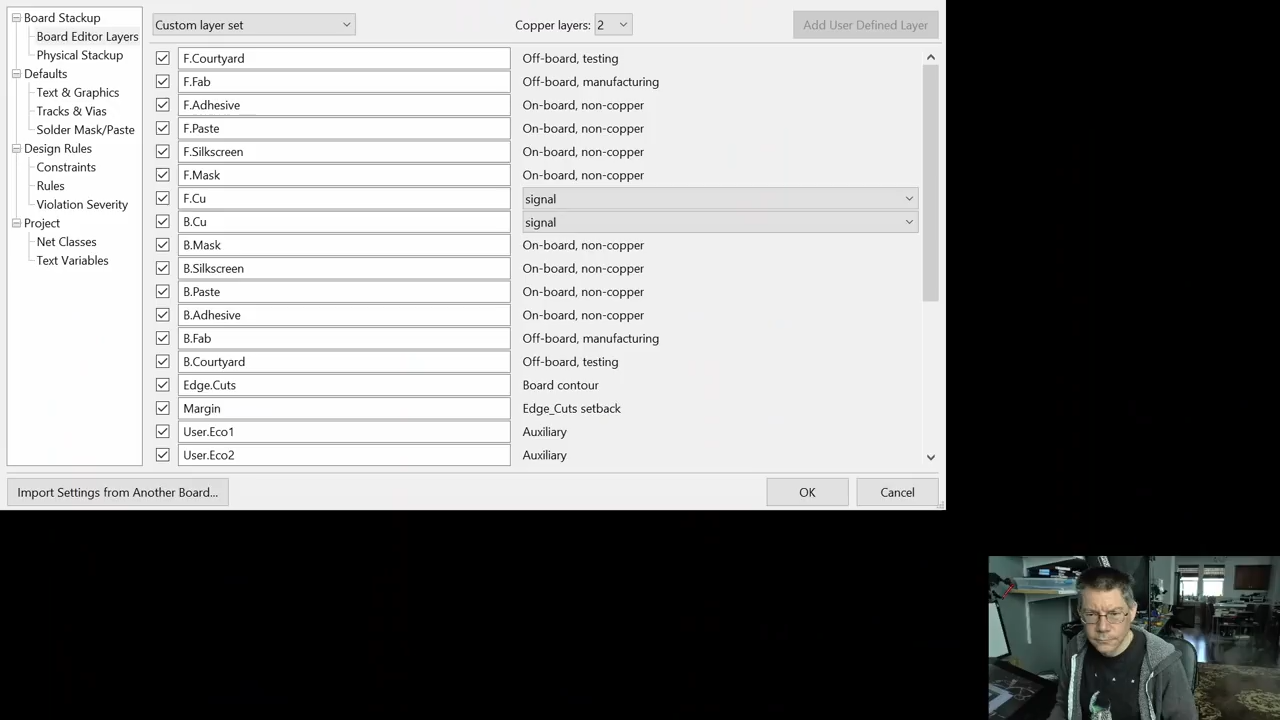 Board Stackup
Board Editor Layers
Physical Stackup
Defaults
Text & Graphics
Tracks & Vias
Solder Mask/Paste
Design Rules
Constraints
Rules
Violation Severity
Project
Net Classes
Text Variables
Custom layer set Copper layers: 2 Add User Defined Layer
F.Courtyard Off-board, testing
F.Fab Off-board, manufacturing
F.Adhesive On-board, non-copper
F.Paste On-board, non-copper
F.Silkscreen On-board, non-copper
F.Mask On-board, non-copper
F.Cu signal
B.Cu signal
B.Mask On-board, non-copper
B.Silkscreen On-board, non-copper
B.Paste On-board, non-copper
B.Adhesive On-board, non-copper
B.Fab Off-board, manufacturing
B.Courtyard Off-board, testing
Edge.Cuts Board contour
Margin Edge_Cuts setback
User.Eco1 Auxiliary
User.Eco2 Auxiliary
Import Settings from Another Board... OK Cancel